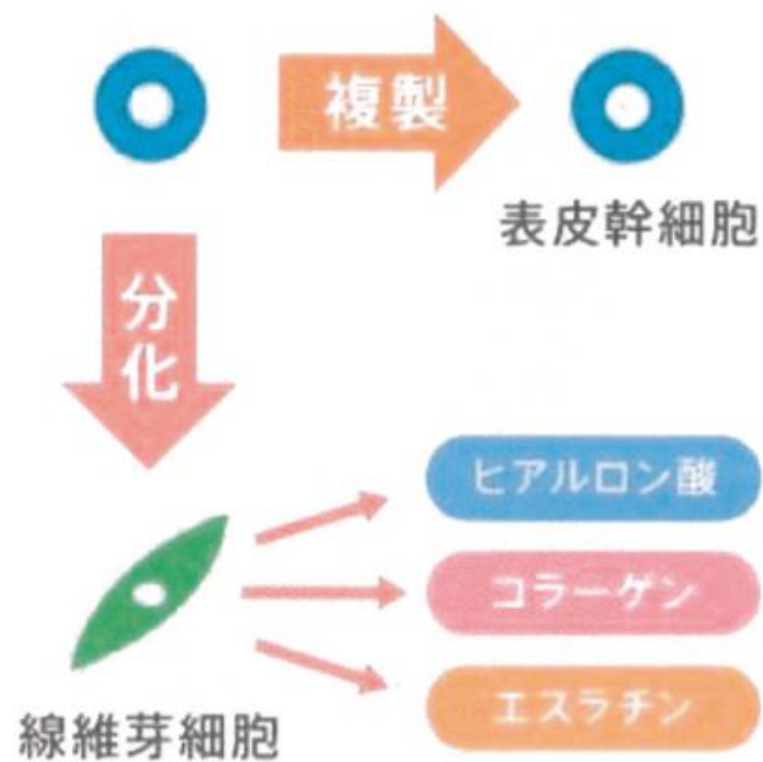 複製
表皮幹細胞
分化
ヒアルロン酸
コラーゲン
エスラチン
線維芽細胞